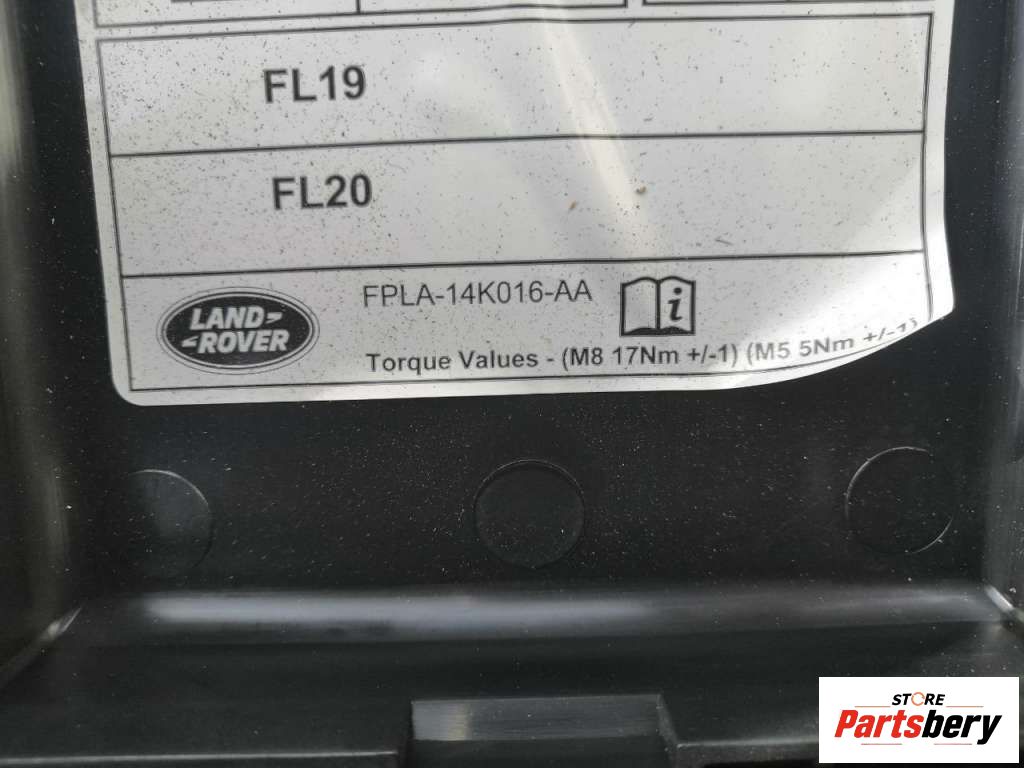 FL19
FL20
FPLA-14K016-AA
LAND-
-ROVER
Torque Values - (M8 17Nm +/-1) (M5 5Nm +/-1)
STORE
Partsbery